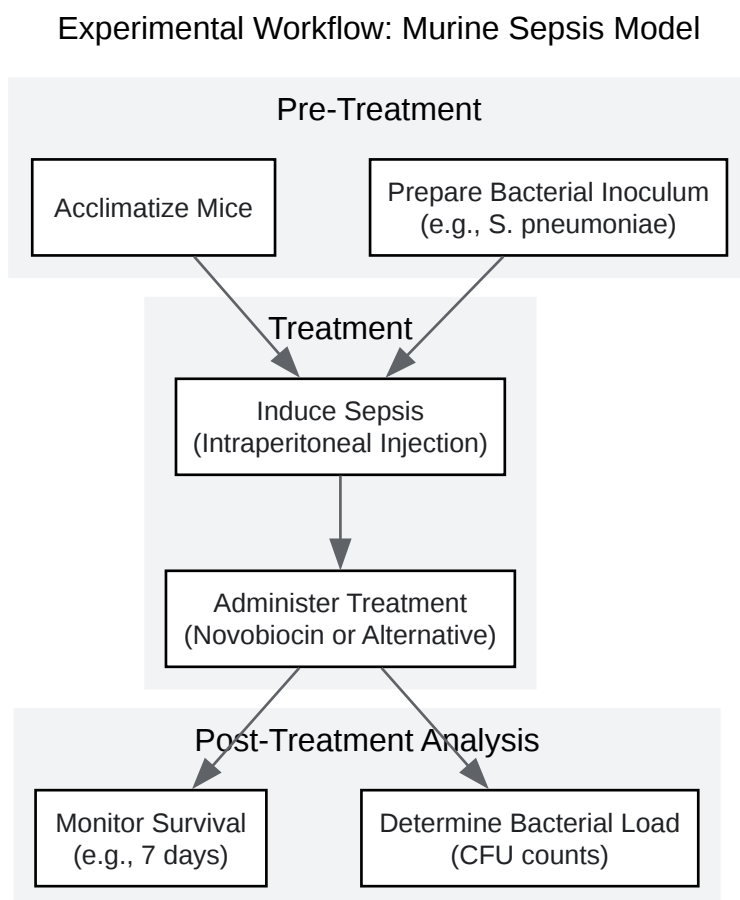 Experimental Workflow: Murine Sepsis Model
Pre-Treatment
Acclimatize Mice
Prepare Bacterial Inoculum
(e.g., S. pneumoniae)
Treatment
Induce Sepsis
(Intraperitoneal Injection)
Administer Treatment
(Novobiocin or Alternative)
Post-Treatment Analysis
Monitor Survival
(e.g., 7 days)
Determine Bacterial Load
(CFU counts)